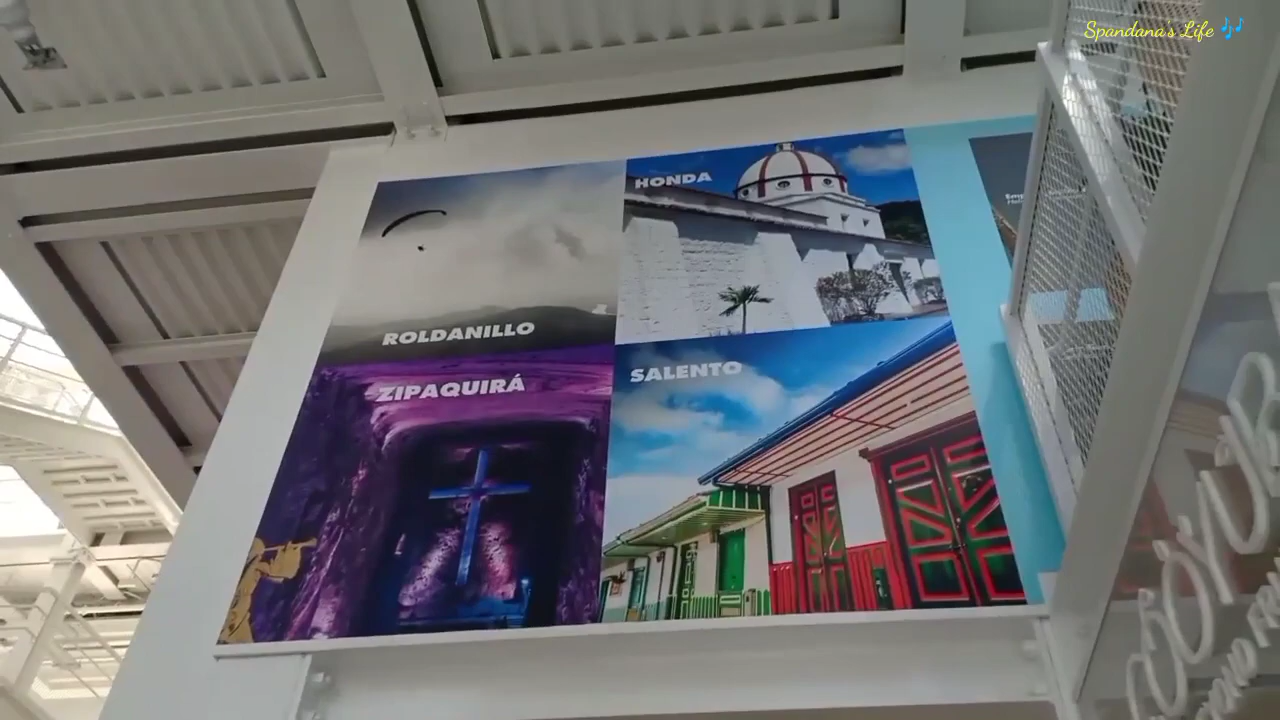 Spandana's Life
HONDA
ROLDANILLO
ZIPAQUIRÁ
SALENTO